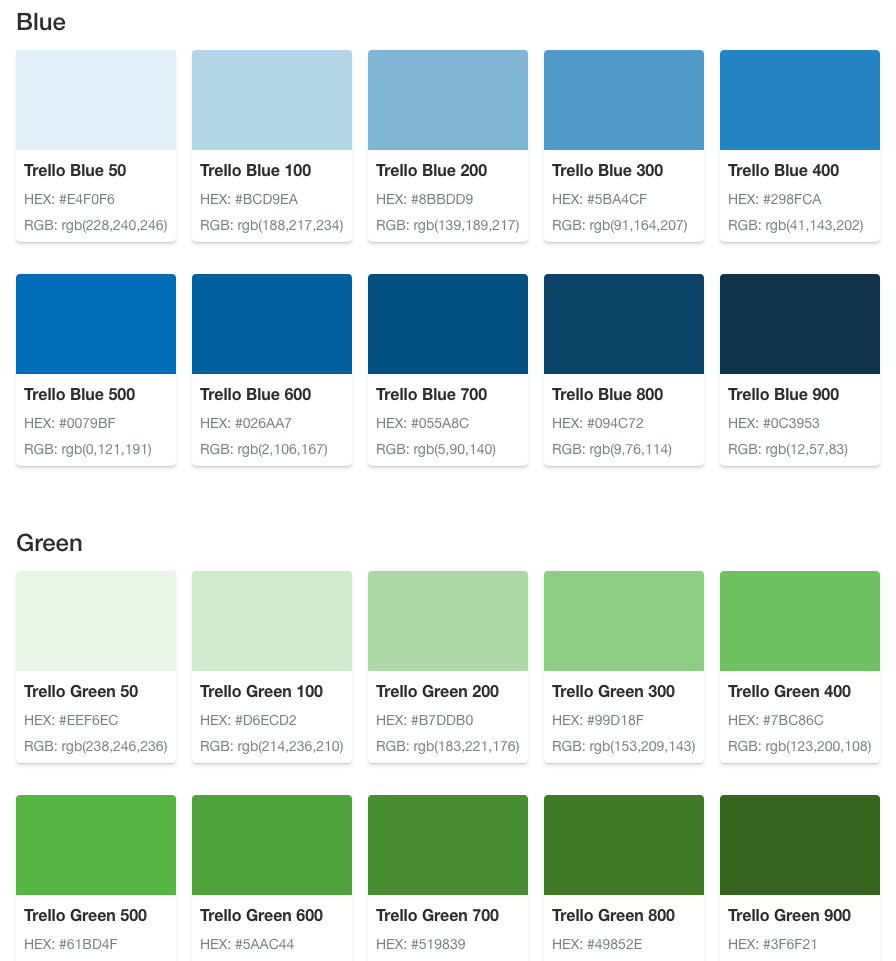 Blue
Trello Blue 50
HEX: #E4F0F6
RGB: rgb(228,240,246)
Trello Blue 100
HEX: #BCD9EA
RGB: rgb(188,217,234)
Trello Blue 200
HEX: #8BBDD9
RGB: rgb(139,189,217)
Trello Blue 300
HEX: #5BA4CF
RGB: rgb(91,164,207)
Trello Blue 400
HEX: #298FCA
RGB: rgb(41,143,202)
Trello Blue 500
HEX: #0079BF
RGB: rgb(0,121,191)
Trello Blue 600
HEX: #026AA7
RGB: rgb(2,106,167)
Trello Blue 700
HEX: #055A8C
RGB: rgb(5,90,140)
Trello Blue 800
HEX: #094C72
RGB: rgb(9,76,114)
Trello Blue 900
HEX: #0C3953
RGB: rgb(12,57,83)
Green
Trello Green 50
HEX: #EEF6EC
RGB: rgb(238,246,236)
Trello Green 100
HEX: #D6ECD2
RGB: rgb(214,236,210)
Trello Green 200
HEX: #B7DDB0
RGB: rgb(183,221,176)
Trello Green 300
HEX: #99D18F
RGB: rgb(153,209,143)
Trello Green 400
HEX: #7BC86C
RGB: rgb(123,200,108)
Trello Green 500
HEX: #61BD4F
Trello Green 600
HEX: #5AAC44
Trello Green 700
HEX: #519839
Trello Green 800
HEX: #49852E
Trello Green 900
HEX: #3F6F21